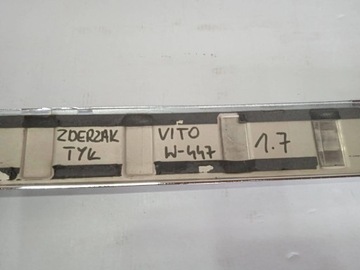 ZDERZAK
TYŁ
VITO
W-447
1.7